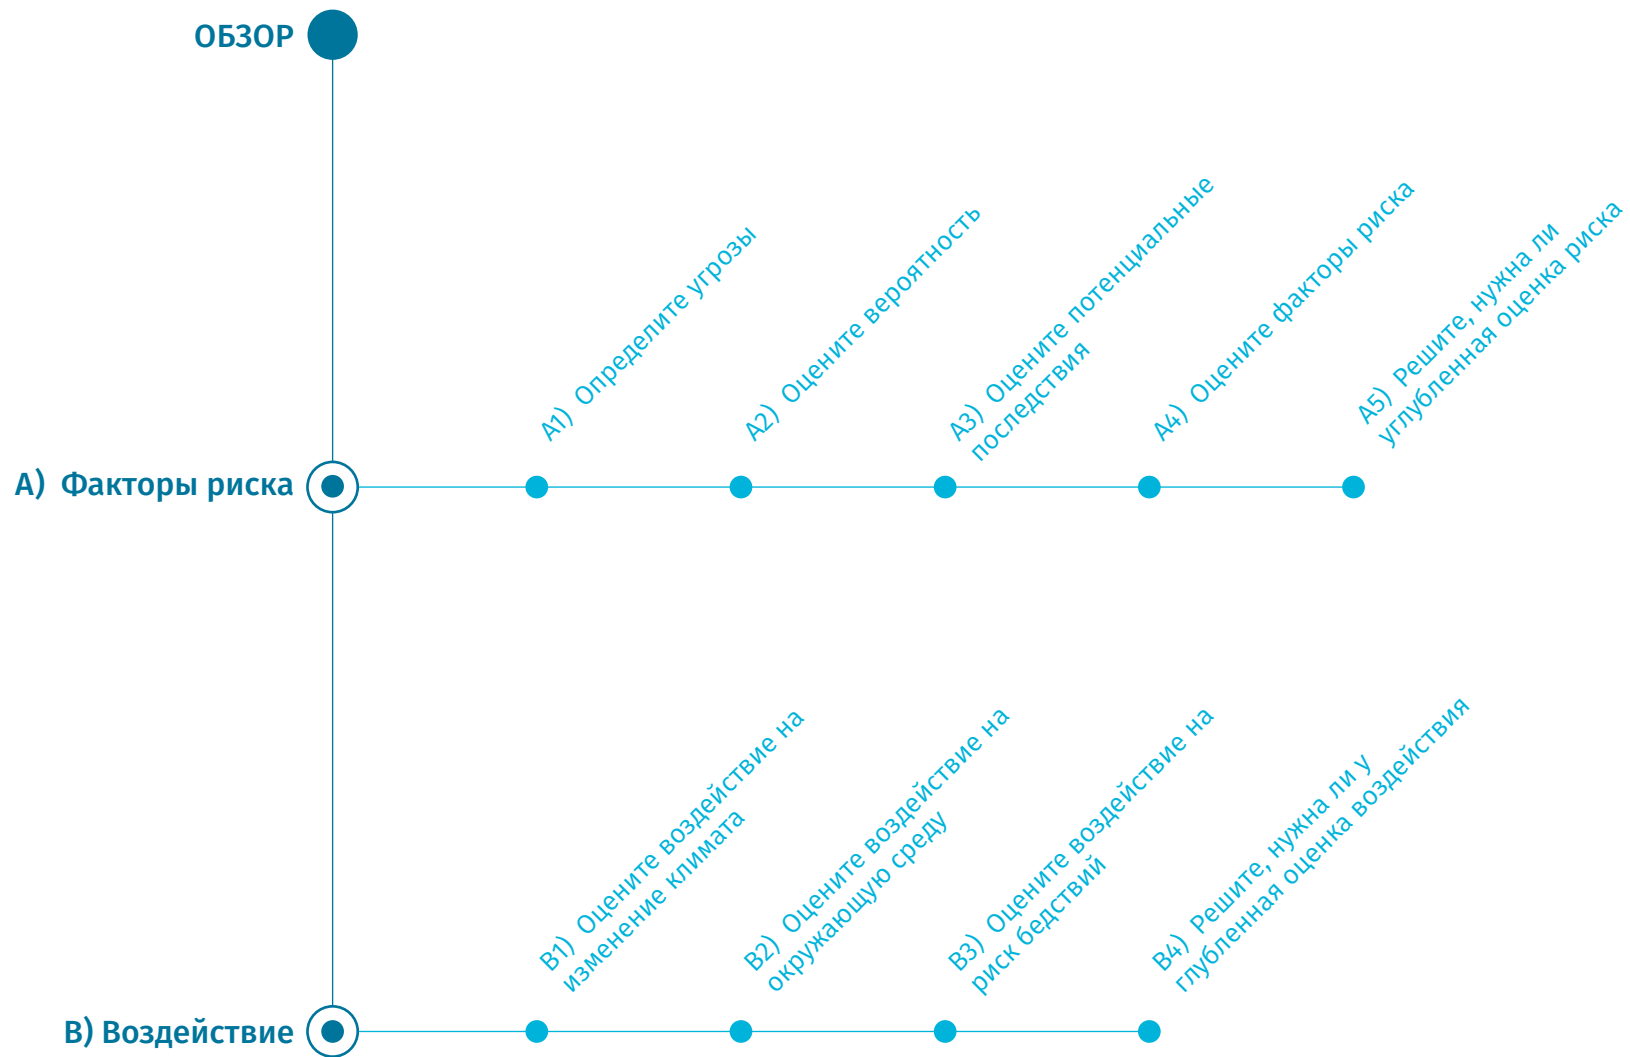 ОБЗОР
A) Факторы риска
A1) Определите угрозы
A2) Оцените вероятность
A3) Оцените потенциальные
последствия
A4) Оцените факторы риска
A5) Решите, нужна ли
углубленная оценка риска
B) Воздействие
B1) Оцените воздействие на
изменение климата
B2) Оцените воздействие на
окружающую среду
B3) Оцените воздействие на
риск бедствий
B4) Решите, нужна ли у
глубленная оценка воздействия